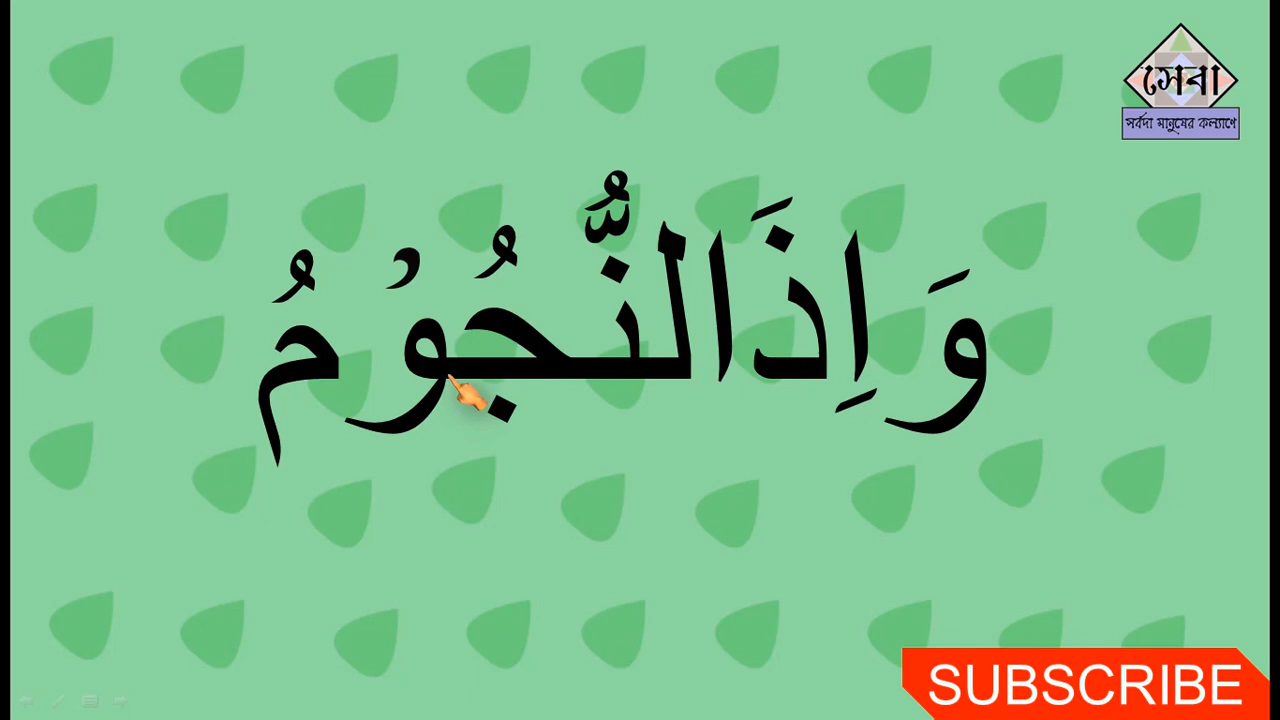 সেবা
সর্বদা মানুষের কল্যাণে
وَاِذَالنُّجُوْمُ
SUBSCRIBE